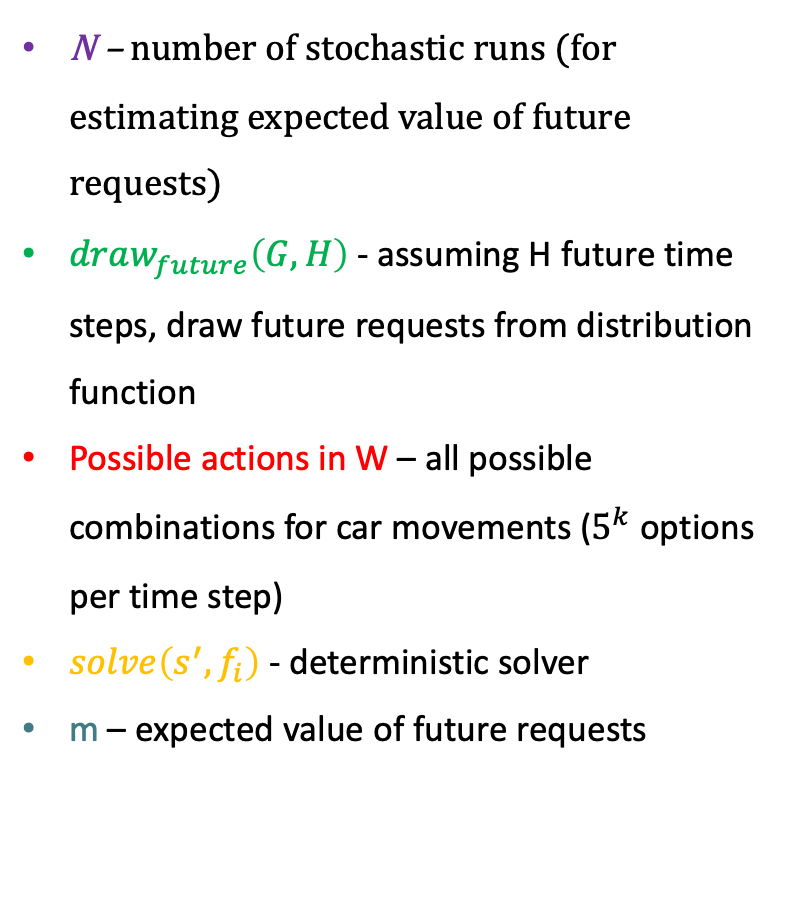 • N – number of stochastic runs (for
estimating expected value of future
requests)
• draw_future(G, H) - assuming H future time
steps, draw future requests from distribution
function
• Possible actions in W – all possible
combinations for car movements (5^k options
per time step)
• solve(s′, f_i) - deterministic solver
• m – expected value of future requests